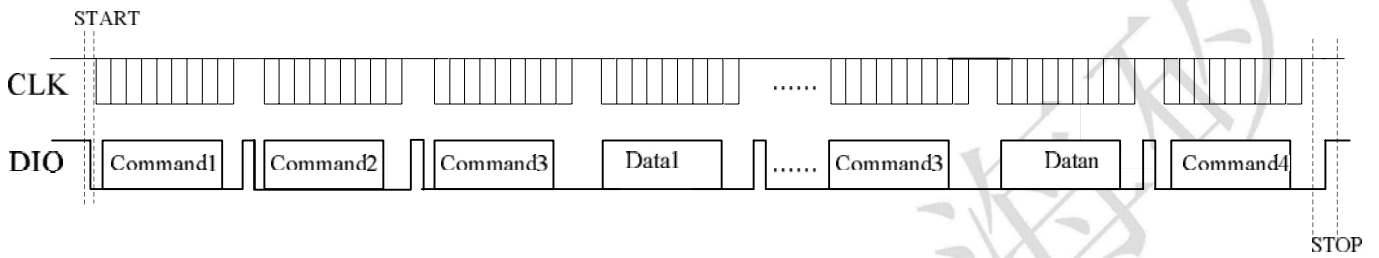 START
CLK ......
DIO Command1 Command2 Command3 Data1 ...... Command3 Datan Command4
STOP